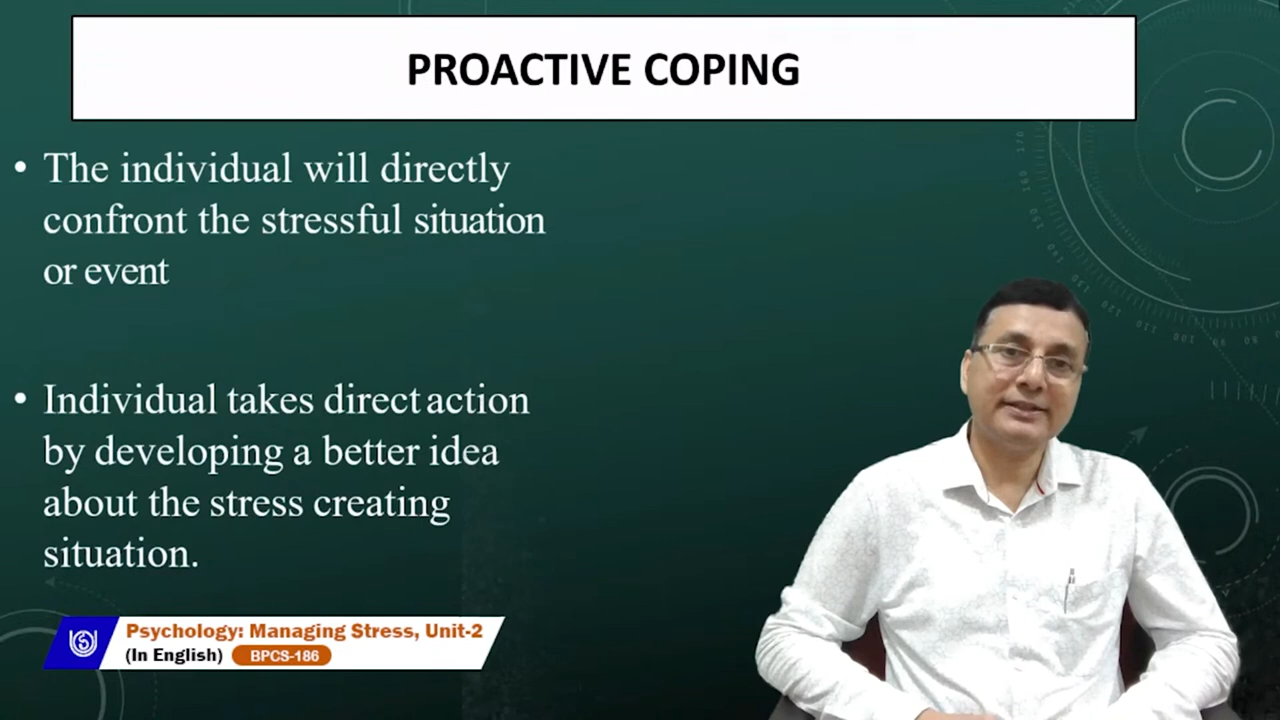 PROACTIVE COPING
• The individual will directly
confront the stressful situation
or event
• Individual takes direct action
by developing a better idea
about the stress creating
situation.
Psychology: Managing Stress, Unit-2
(In English) BPCS-186